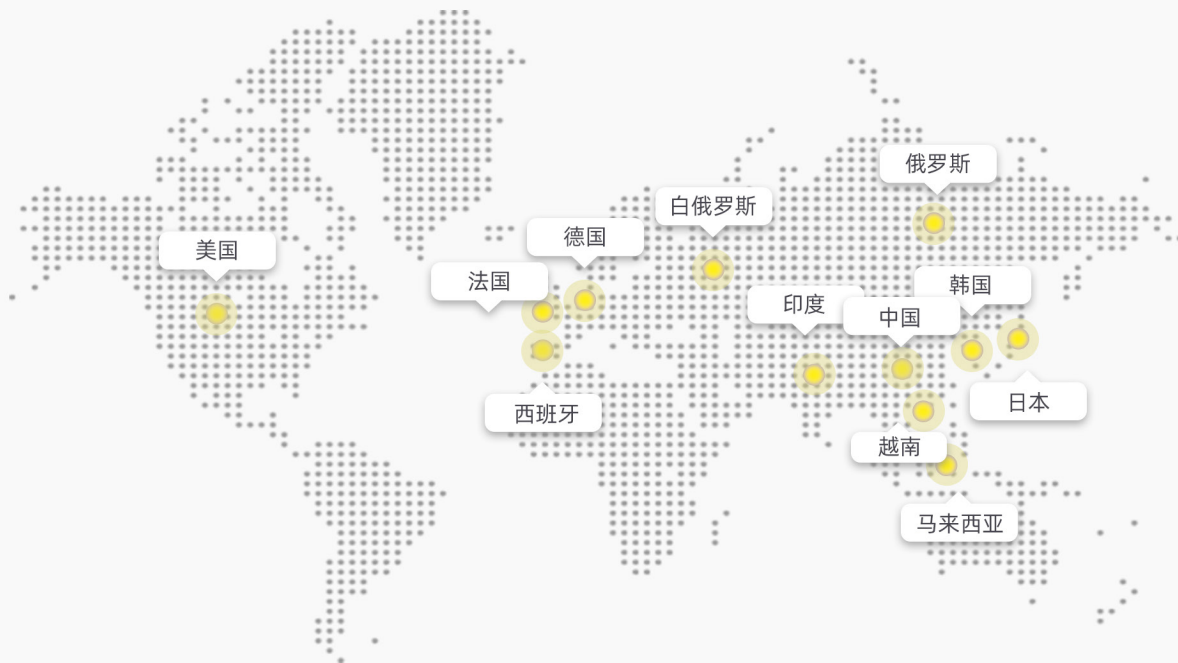 俄罗斯
白俄罗斯
德国
美国
法国
韩国
印度
中国
日本
西班牙
越南
马来西亚